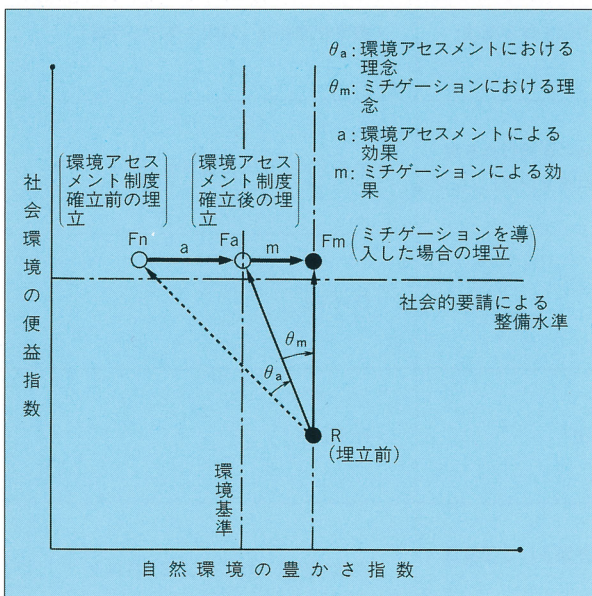 θa:環境アセスメントにおける
理念
θm:ミチゲーションにおける理
念
a:環境アセスメントによる
効果
m:ミチゲーションによる効
果
環境アセス
メント制度
確立前の埋
立
環境アセス
メント制度
確立後の埋
立
Fn
a
Fa
m
Fm
(ミチゲーションを導
入した場合の埋立)
社会的要請による
整備水準
θm
θa
R
(埋立前)
環境基準
社会環境の便益指数
自然環境の豊かさ指数